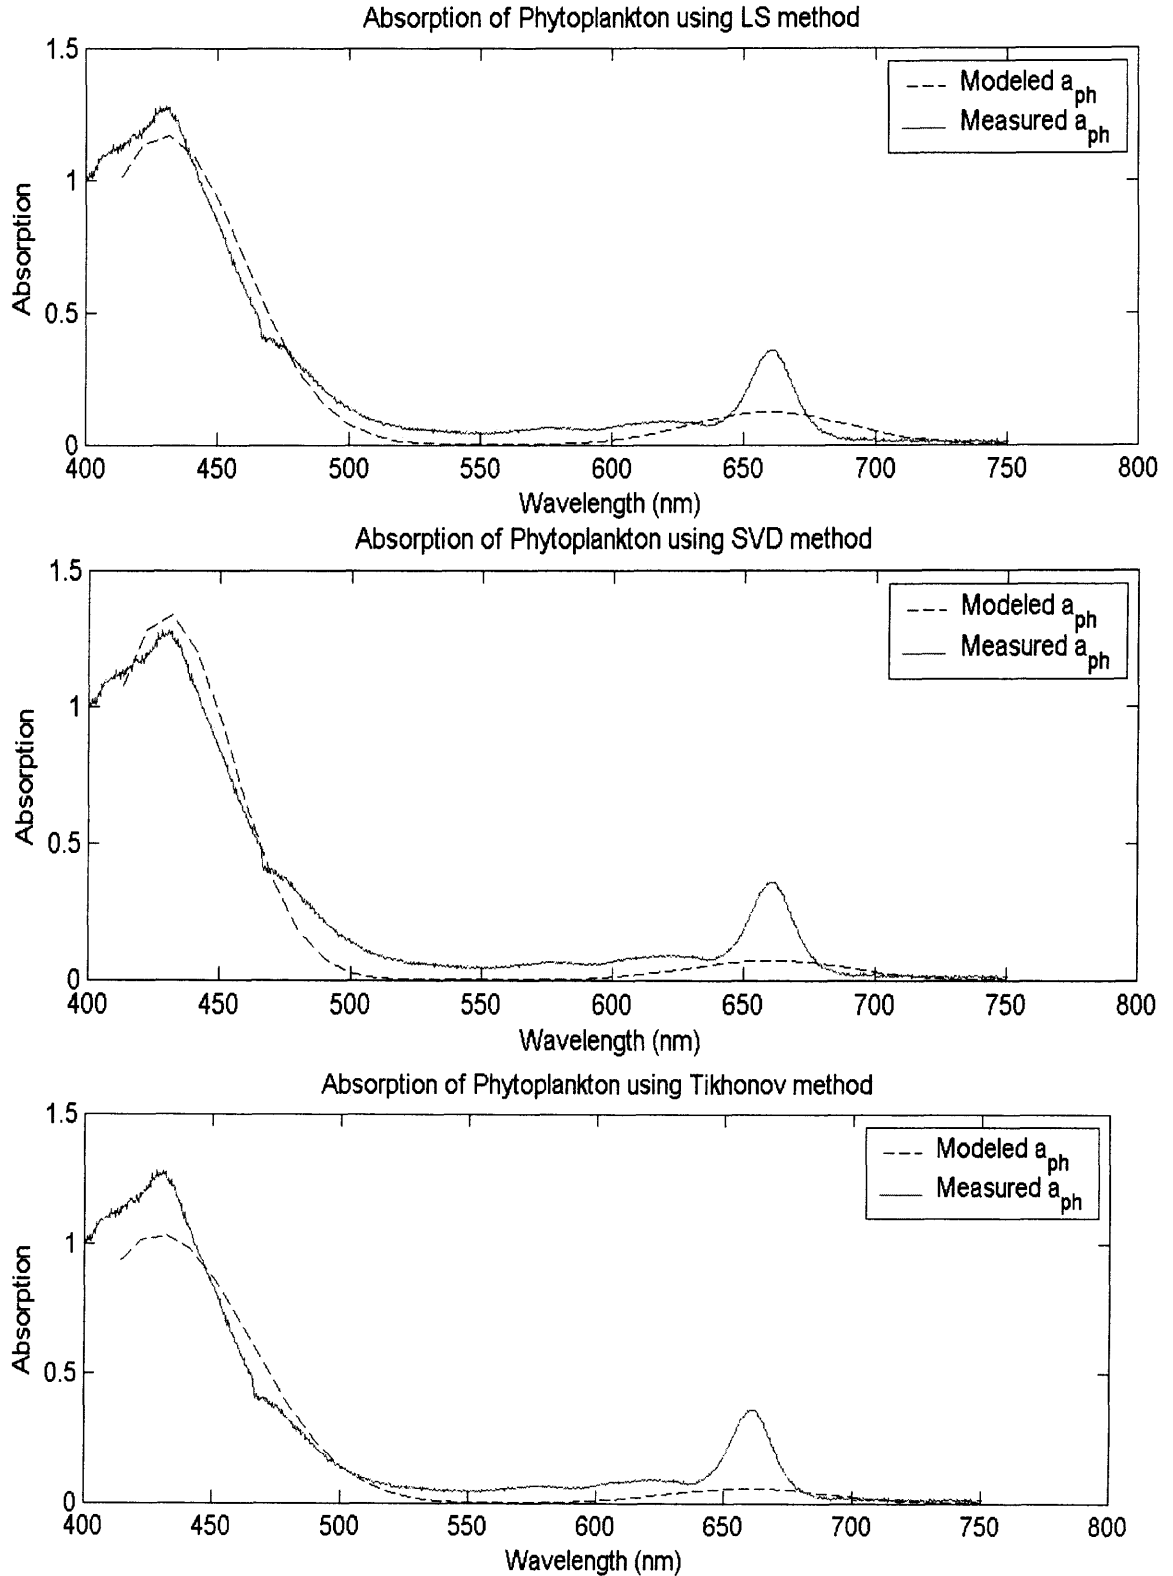 Absorption of Phytoplankton using LS method
1.5
1
0.5
0
Absorption
Modeled a_ph
Measured a_ph
400 450 500 550 600 650 700 750 800
Wavelength (nm)
Absorption of Phytoplankton using SVD method
1.5
1
0.5
0
Absorption
Modeled a_ph
Measured a_ph
400 450 500 550 600 650 700 750 800
Wavelength (nm)
Absorption of Phytoplankton using Tikhonov method
1.5
1
0.5
0
Absorption
Modeled a_ph
Measured a_ph
400 450 500 550 600 650 700 750 800
Wavelength (nm)